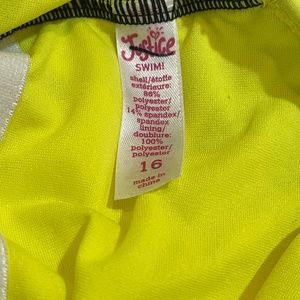 Justice
SWIM!
shell/étoffe
extérieure:
86%
polyester/
polyester
14% spandex/
spandex
lining/
doublure:
100%
polyester/
polyester
16
made in
china